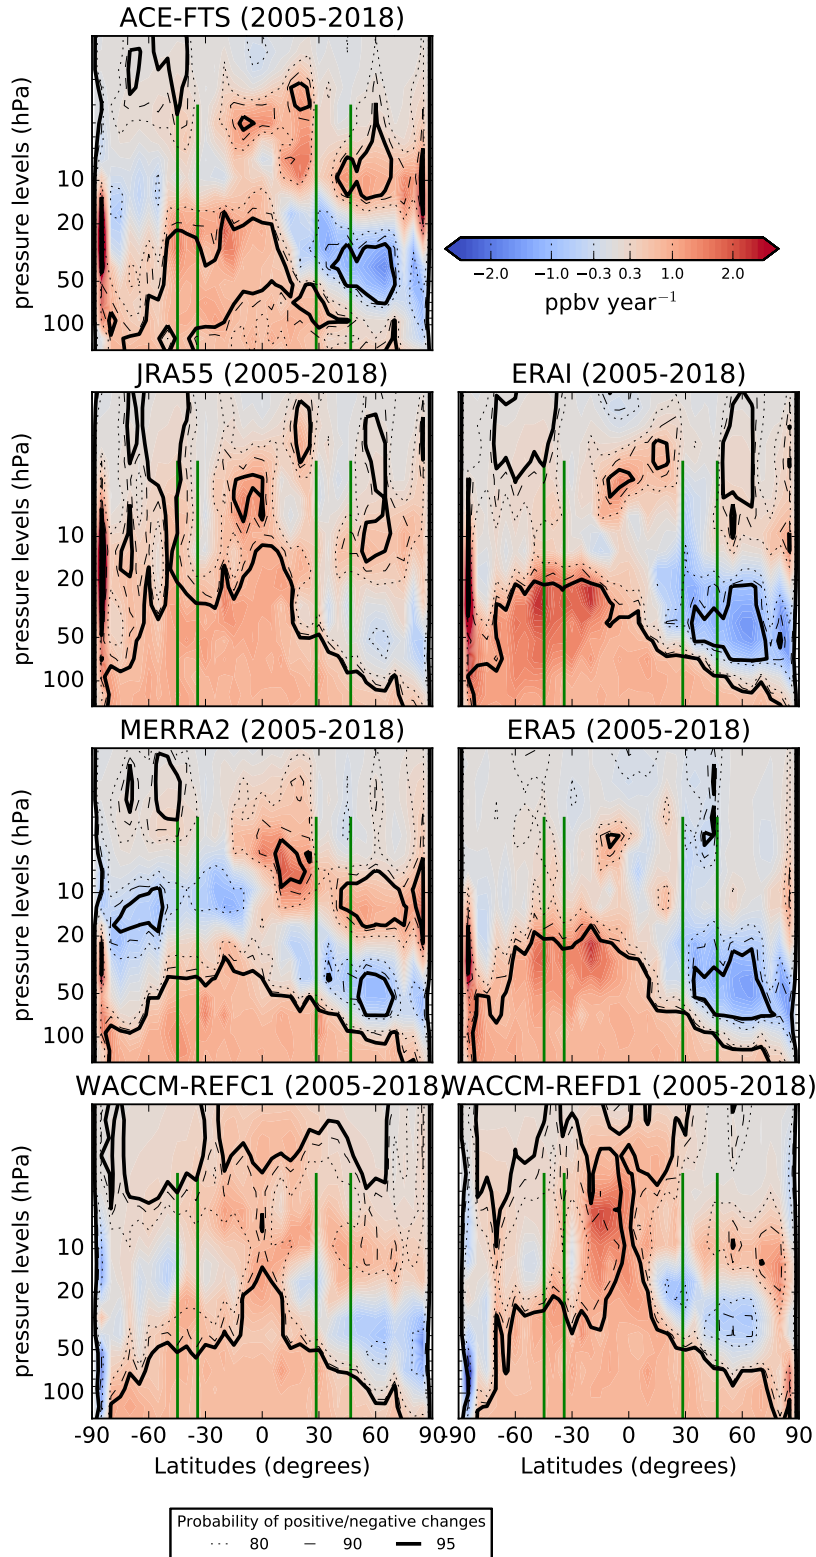 ACE-FTS (2005-2018)
pressure levels (hPa)
10
20
50
100
−2.0 −1.0 −0.3 0.3 1.0 2.0
ppbv year−1
JRA55 (2005-2018) ERAI (2005-2018)
pressure levels (hPa)
10
20
50
100
MERRA2 (2005-2018) ERA5 (2005-2018)
pressure levels (hPa)
10
20
50
100
WACCM-REFC1 (2005-2018) WACCM-REFD1 (2005-2018)
pressure levels (hPa)
10
20
50
100
-90 -60 -30 0 30 60 90 -90 -60 -30 0 30 60 90
Latitudes (degrees) Latitudes (degrees)
Probability of positive/negative changes
80 90 95